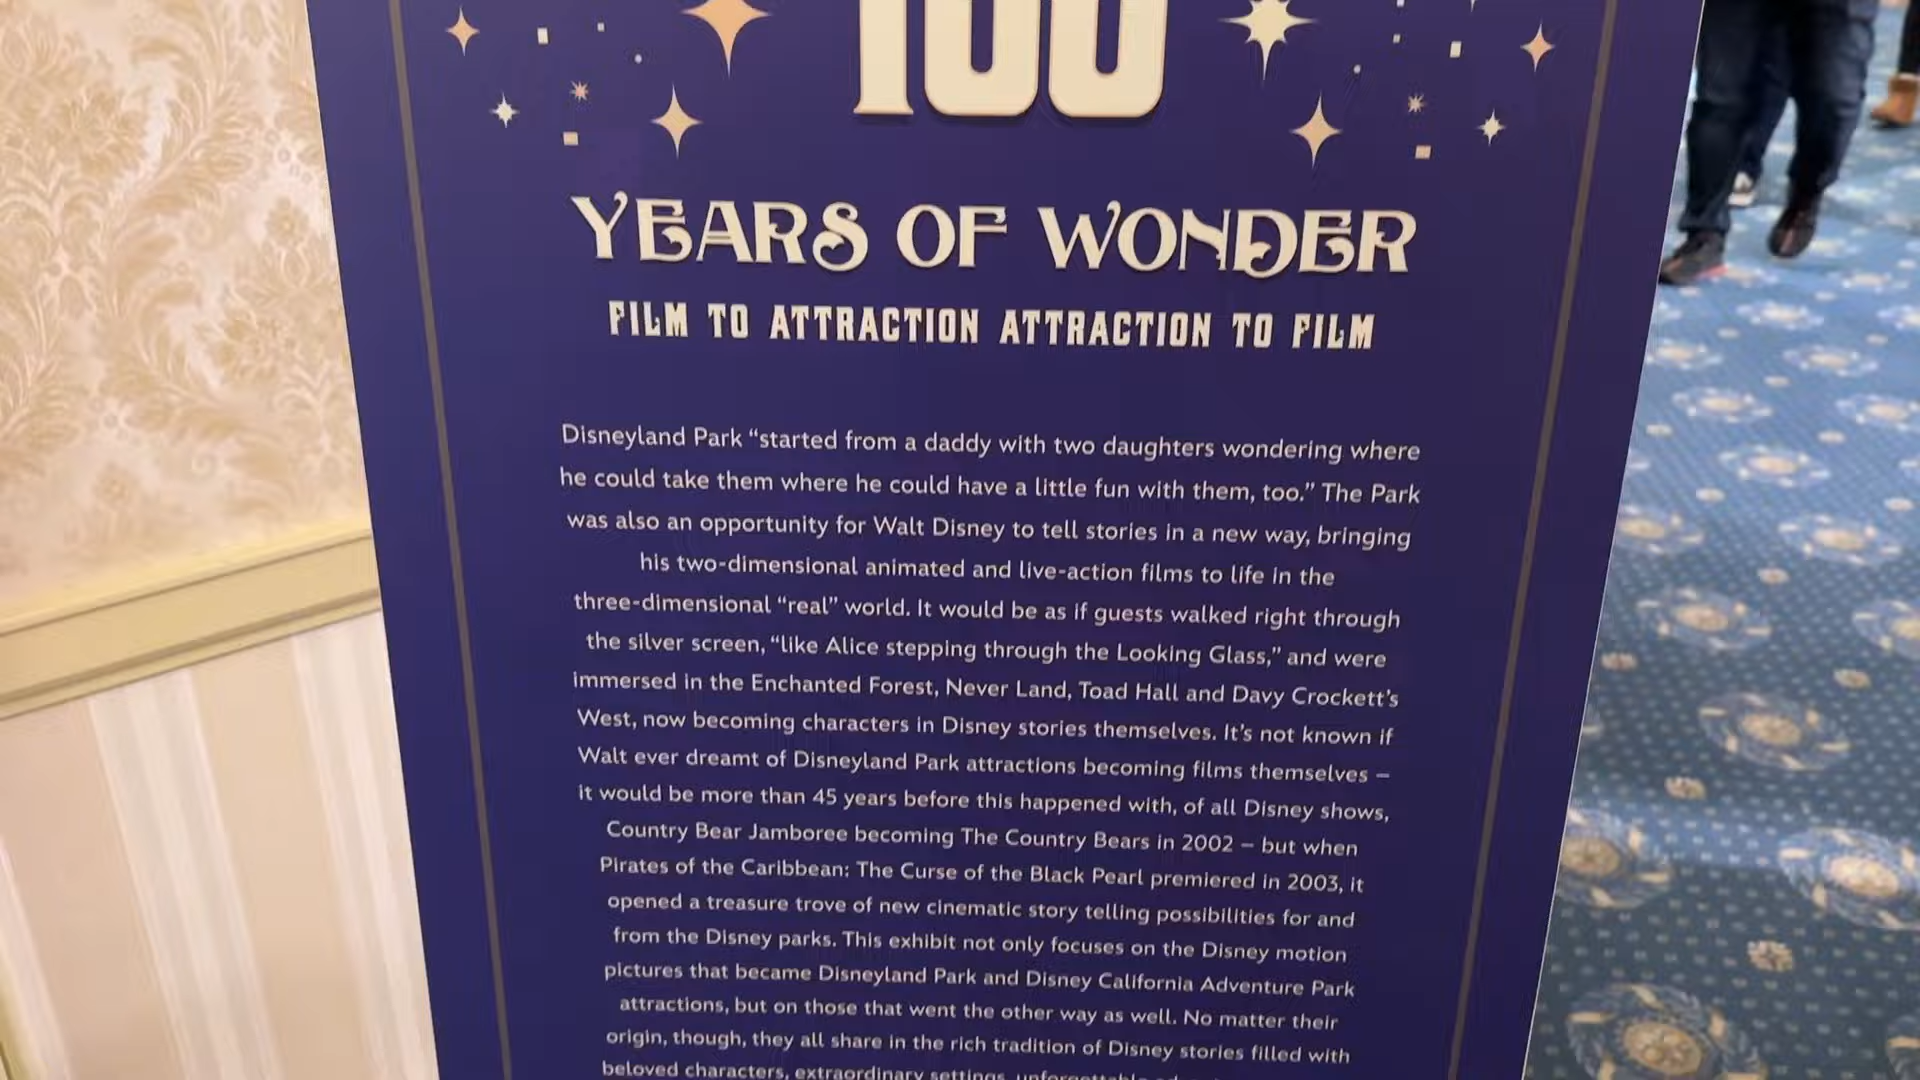 100
YEARS OF WONDER
FILM TO ATTRACTION ATTRACTION TO FILM
Disneyland Park “started from a daddy with two daughters wondering where
he could take them where he could have a little fun with them, too.” The Park
was also an opportunity for Walt Disney to tell stories in a new way, bringing
his two-dimensional animated and live-action films to life in the
three-dimensional “real” world. It would be as if guests walked right through
the silver screen, “like Alice stepping through the Looking Glass,” and were
immersed in the Enchanted Forest, Never Land, Toad Hall and Davy Crockett’s
West, now becoming characters in Disney stories themselves. It’s not known if
Walt ever dreamt of Disneyland Park attractions becoming films themselves –
it would be more than 45 years before this happened with, of all Disney shows,
Country Bear Jamboree becoming The Country Bears in 2002 – but when
Pirates of the Caribbean: The Curse of the Black Pearl premiered in 2003, it
opened a treasure trove of new cinematic story telling possibilities for and
from the Disney parks. This exhibit not only focuses on the Disney motion
pictures that became Disneyland Park and Disney California Adventure Park
attractions, but on those that went the other way as well. No matter their
origin, though, they all share in the rich tradition of Disney stories filled with
beloved characters, extraordinary settings,